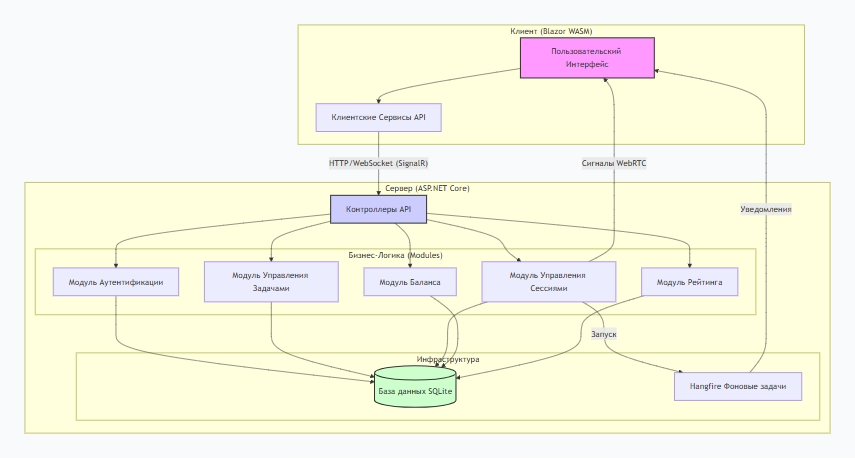 Клиент (Blazor WASM)
Пользовательский
Интерфейс
Клиентские Сервисы API
HTTP/WebSocket (SignalR)
Сигналы WebRTC
Сервер (ASP.NET Core)
Контроллеры API
Уведомления
Бизнес-Логика (Modules)
Модуль Аутентификации
Модуль Управления
Задачами
Модуль Баланса
Модуль Управления
Сессиями
Модуль Рейтинга
Запуск
Инфраструктура
База данных SQLite
Hangfire Фоновые задачи